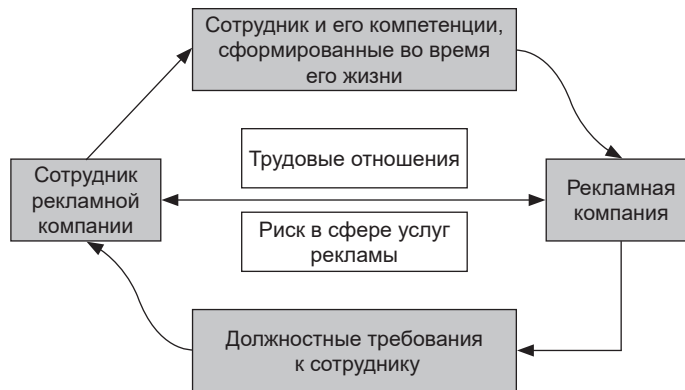 Сотрудник и его компетенции,
сформированные во время
его жизни
Трудовые отношения
Сотрудник
рекламной
компании
Рекламная
компания
Риск в сфере услуг
рекламы
Должностные требования
к сотруднику